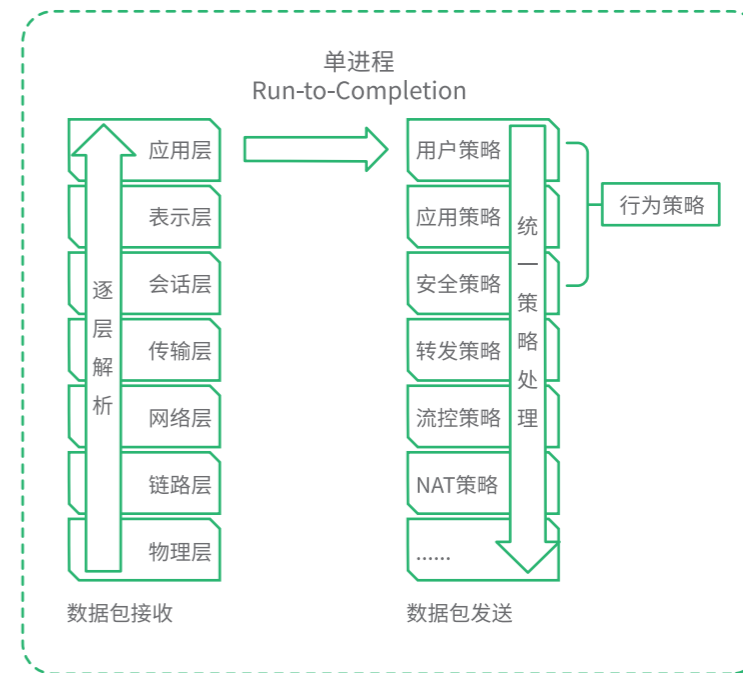 单进程
Run-to-Completion
应用层
表示层
会话层
传输层
网络层
链路层
物理层
逐层解析
数据包接收
用户策略
应用策略
安全策略
转发策略
流控策略
NAT策略
......
统一策略处理
数据包发送
行为策略